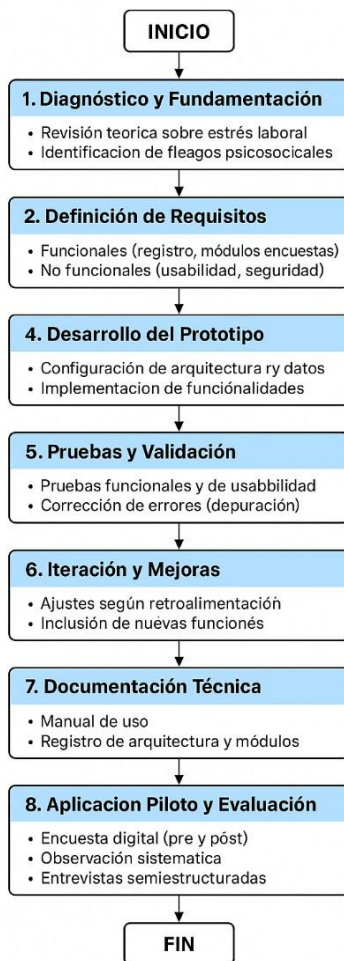 INICIO
1. Diagnóstico y Fundamentación
• Revisión teorica sobre estrés laboral
• Identificacion de fleagos psicosocicales
2. Definición de Requisitos
• Funcionales (registro, módulos encuestas)
• No funcionales (usabilidad, seguridad)
4. Desarrollo del Prototipo
• Configuración de arquitectura ry datos
• Implementacion de funciónalidades
5. Pruebas y Validación
• Pruebas funcionales y de usabbilidad
• Corrección de errores (depuración)
6. Iteración y Mejoras
• Ajustes según retroalimentación
• Inclusión de nuévas funcionés
7. Documentación Técnica
• Manual de uso
• Registro de arquitectura y módulos
8. Aplicacion Piloto y Evaluación
• Encuesta digital (pre y póst)
• Observación sistematica
• Entrevistas semiestructuradas
FIN